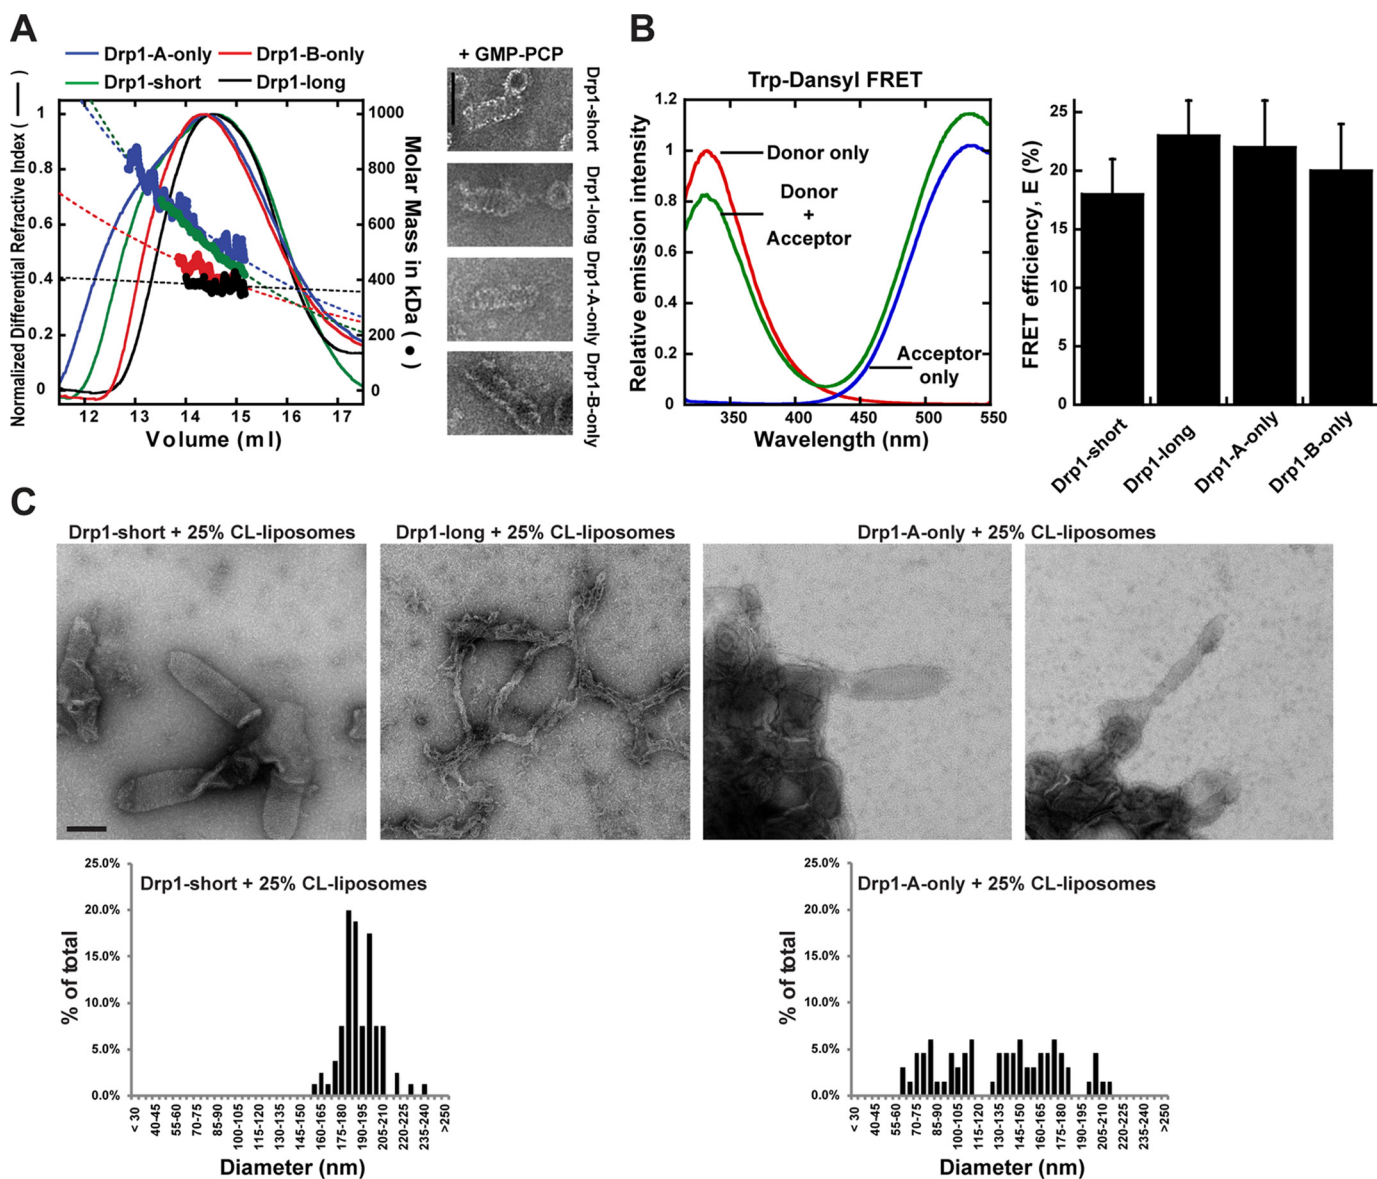 A
Drp1-A-only
Drp1-B-only
Drp1-short
Drp1-long
Normalized Differential Refractive Index ( — )
1
0.8
0.6
0.4
0.2
0
1000
800
600
400
200
0
Molar Mass in kDa ( ● )
12
13
14
15
16
17
Volume (ml)
+ GMP-PCP
Drp1-short
Drp1-long
Drp1-A-only
Drp1-B-only
B
Trp-Dansyl FRET
Relative emission intensity
1.2
1
0.8
0.6
0.4
0.2
0
Donor only
Donor
+
Acceptor
Acceptor
only
350
400
450
500
550
Wavelength (nm)
FRET efficiency, E (%)
25
20
15
10
5
0
Drp1-short
Drp1-long
Drp1-A-only
Drp1-B-only
C
Drp1-short + 25% CL-liposomes
Drp1-long + 25% CL-liposomes
Drp1-A-only + 25% CL-liposomes
Drp1-short + 25% CL-liposomes
% of total
25.0%
20.0%
15.0%
10.0%
5.0%
0.0%
< 30
40-45
55-60
70-75
85-90
100-105
115-120
130-135
145-150
160-165
175-180
190-195
205-210
220-225
235-240
>250
Diameter (nm)
Drp1-A-only + 25% CL-liposomes
% of total
25.0%
20.0%
15.0%
10.0%
5.0%
0.0%
< 30
40-45
55-60
70-75
85-90
100-105
115-120
130-135
145-150
160-165
175-180
190-195
205-210
220-225
235-240
>250
Diameter (nm)